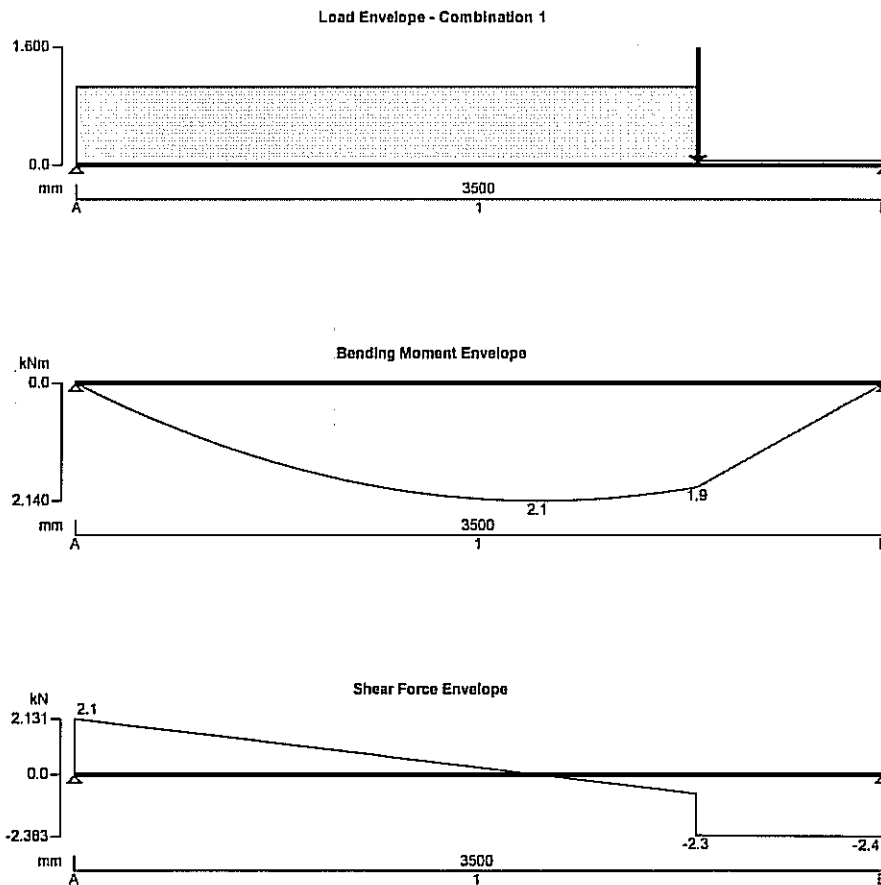 Load Envelope - Combination 1
1.600
0.0
mm
3500
A
1
Bending Moment Envelope
kNm
0.0
2.140
2.1
1.9
mm
3500
A
1
Shear Force Envelope
kN
2.131
2.1
0.0
-2.383
-2.3
-2.4
mm
3500
A
1